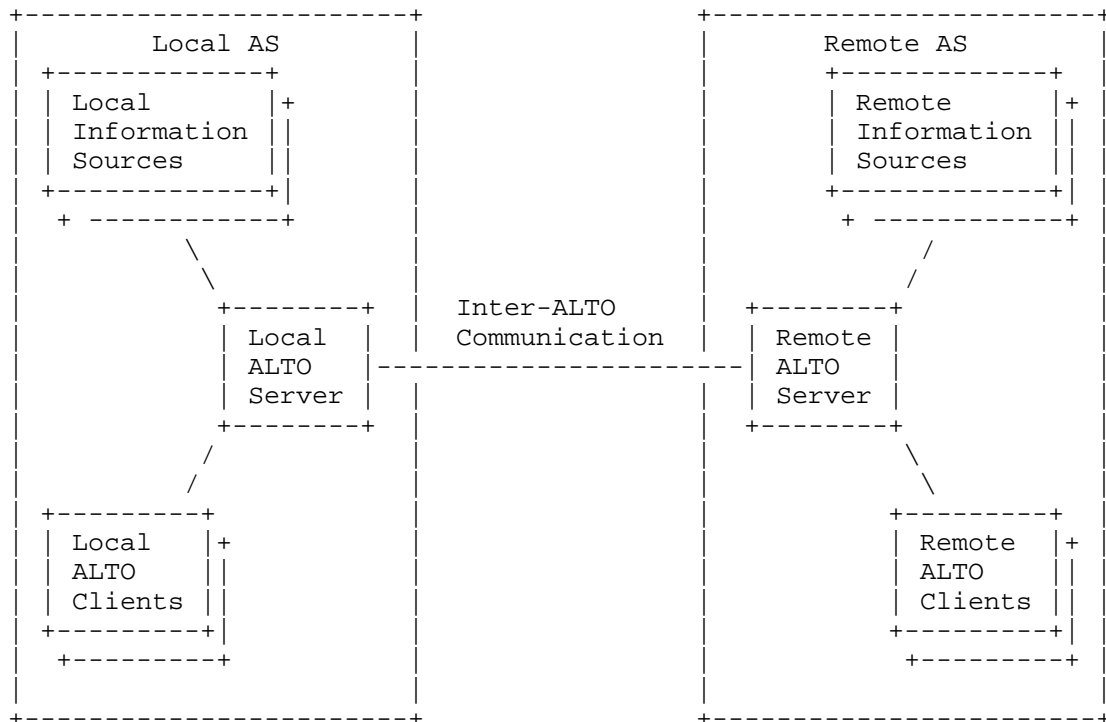 Local AS
Remote AS
Local
Information
Sources
Remote
Information
Sources
Inter-ALTO
Communication
Local
ALTO
Server
Remote
ALTO
Server
Local
ALTO
Clients
Remote
ALTO
Clients